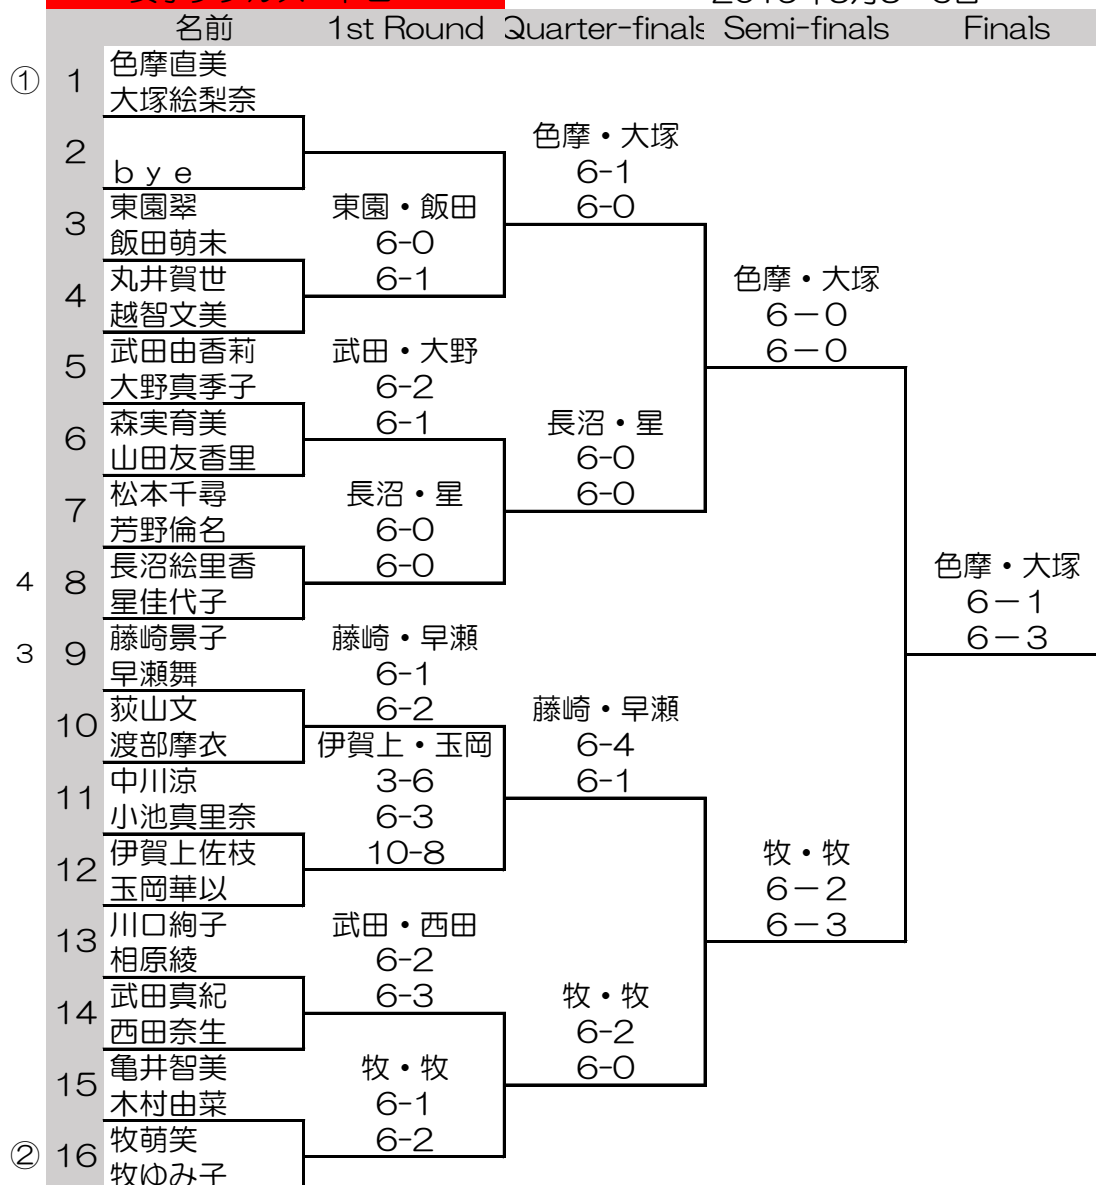 名前 1st Round Quarter-finals Semi-finals Finals
① 1 色摩直美
大塚絵梨奈
2 bye
色摩・大塚
6-1
6-0
3 東園翠
飯田萌未
東園・飯田
6-0
6-1
4 丸井賀世
越智文美
色摩・大塚
6-0
6-0
5 武田由香莉
大野真季子
武田・大野
6-2
6-1
6 森実育美
山田友香里
長沼・星
6-0
6-0
7 松本千尋
芳野倫名
長沼・星
6-0
6-0
4 8 長沼絵里香
星佳代子
色摩・大塚
6-1
6-3
3 9 藤崎景子
早瀬舞
藤崎・早瀬
6-1
6-2
10 荻山文
渡部摩衣
藤崎・早瀬
6-4
6-1
伊賀上・玉岡
3-6
6-3
10-8
11 中川涼
小池真里奈
12 伊賀上佐枝
玉岡華以
牧・牧
6-2
6-3
13 川口絢子
相原綾
武田・西田
6-2
6-3
14 武田真紀
西田奈生
牧・牧
6-2
6-0
15 亀井智美
木村由菜
牧・牧
6-1
6-2
② 16 牧萌笑
牧ゆみ子